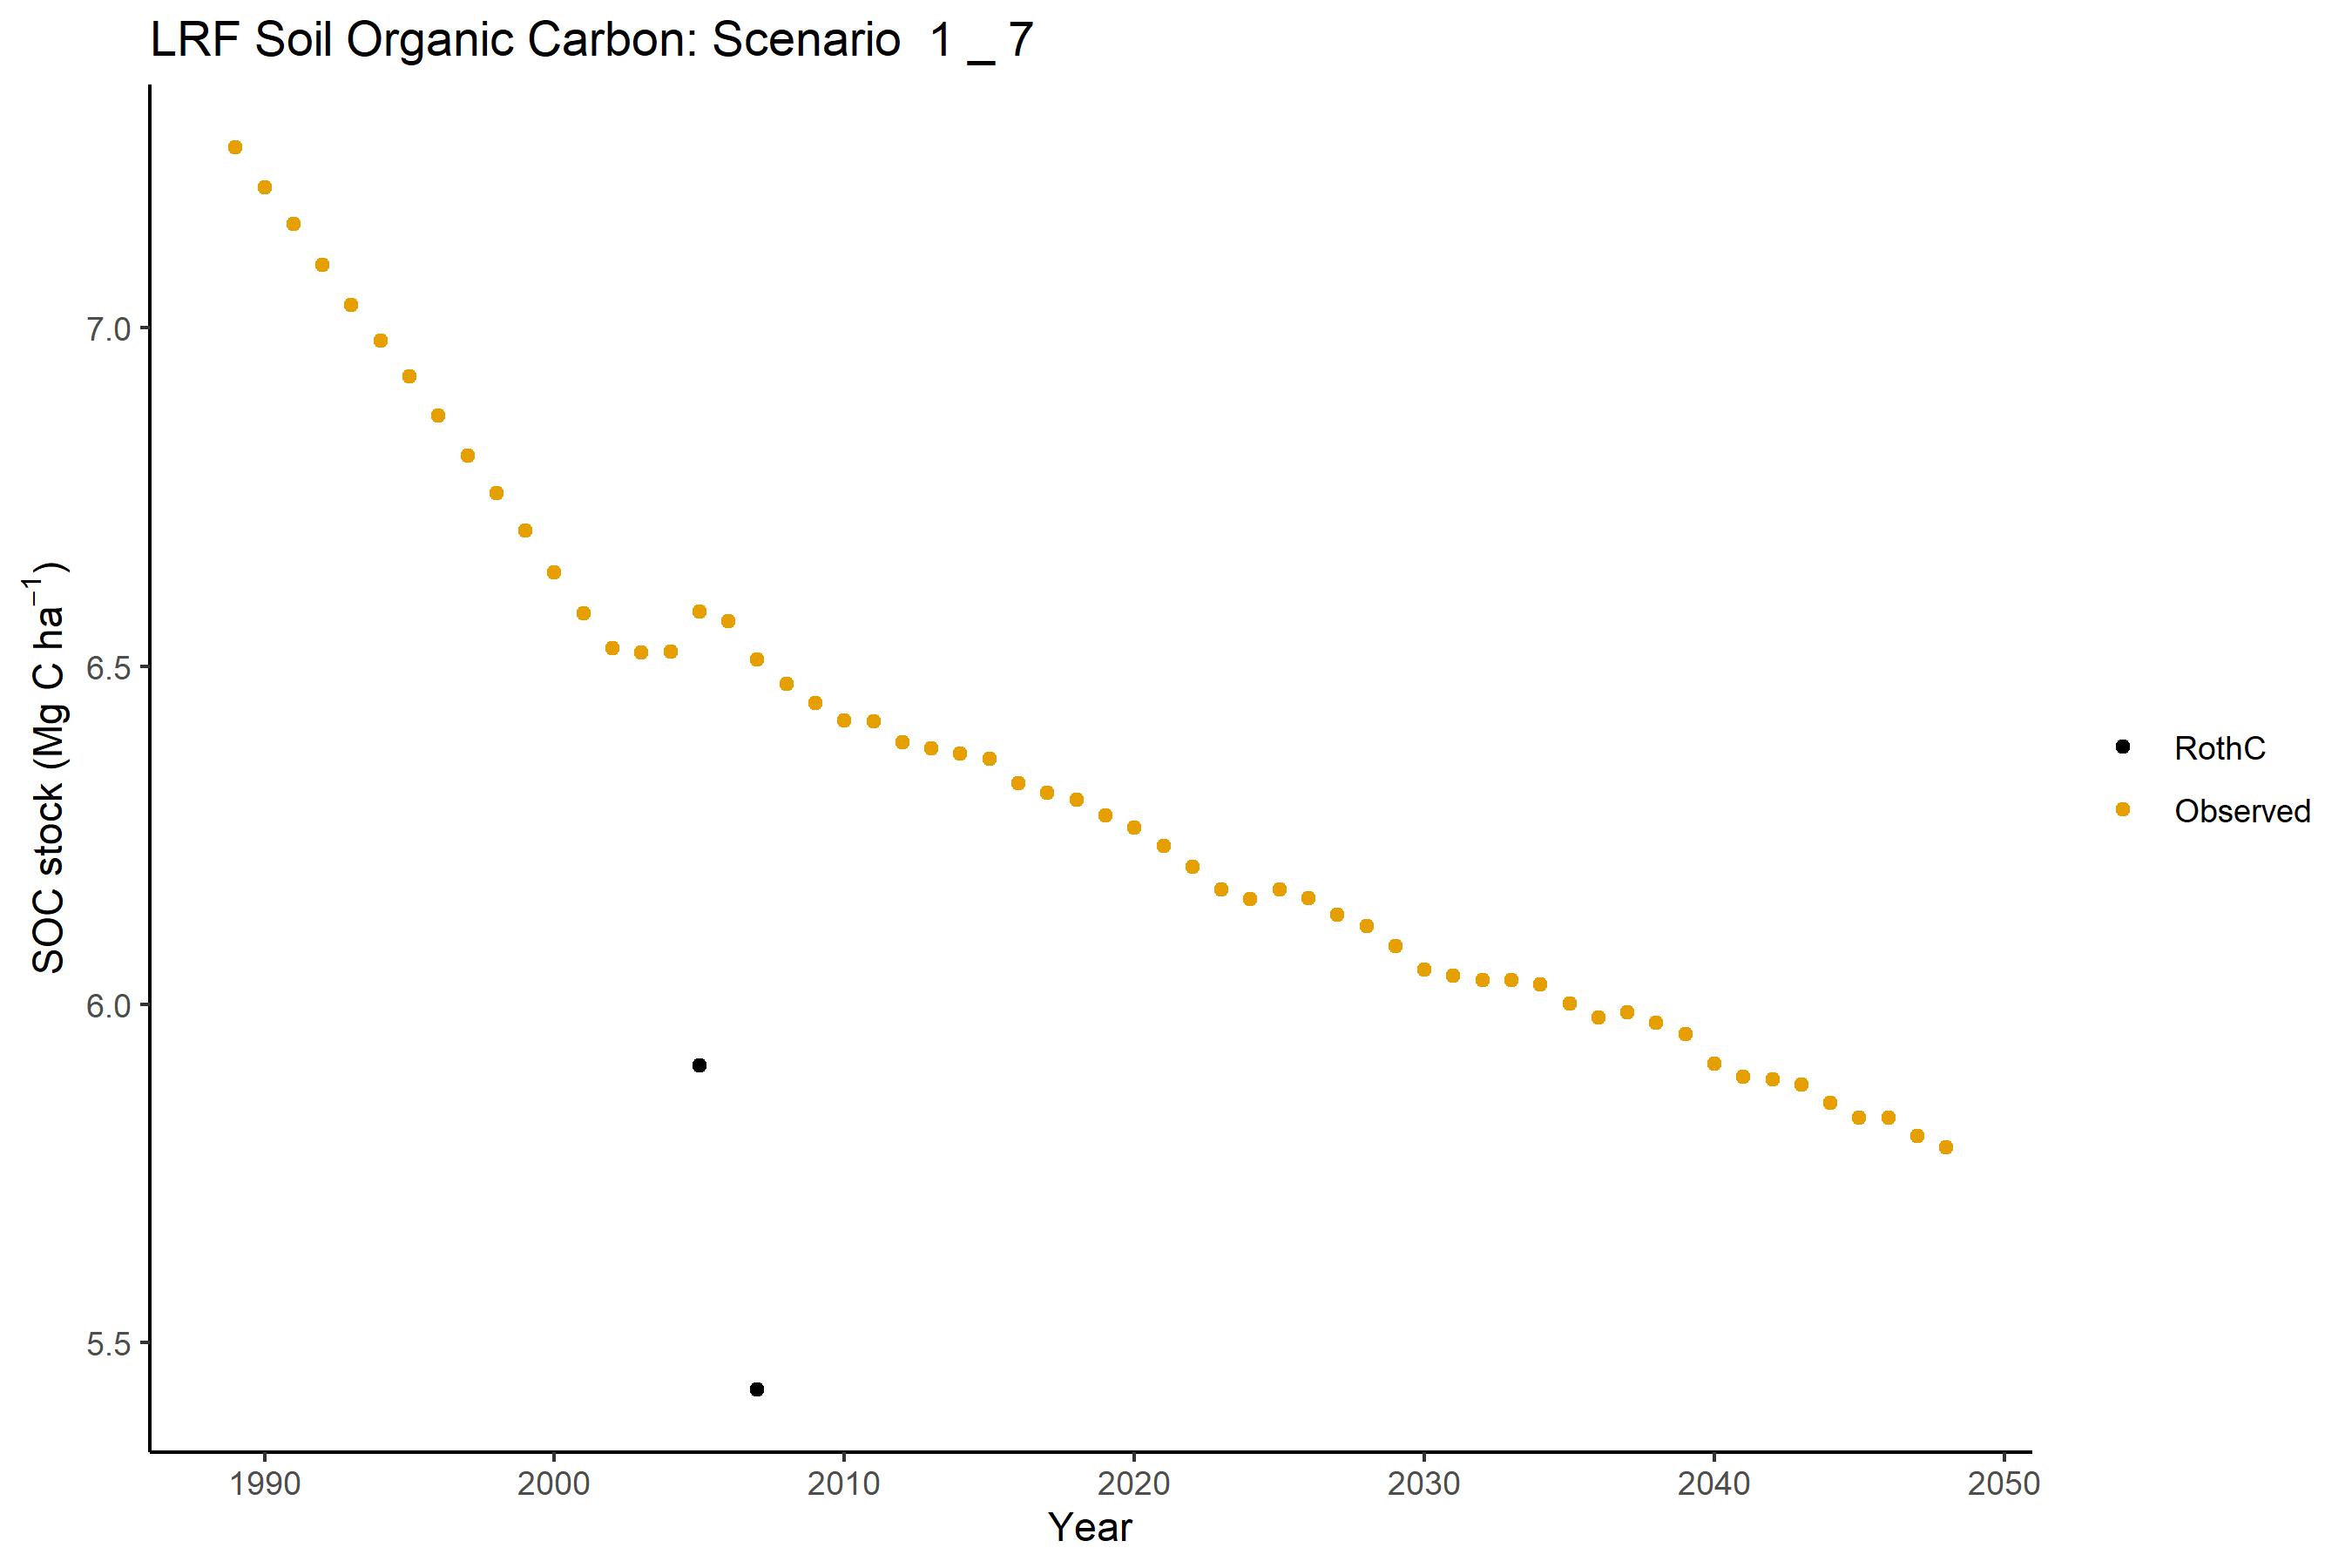 LRF Soil Organic Carbon: Scenario  1 _ 7
SOC stock (Mg C ha⁻¹)
7.0
6.5
6.0
5.5
1990
2000
2010
2020
2030
2040
2050
Year
RothC
Observed